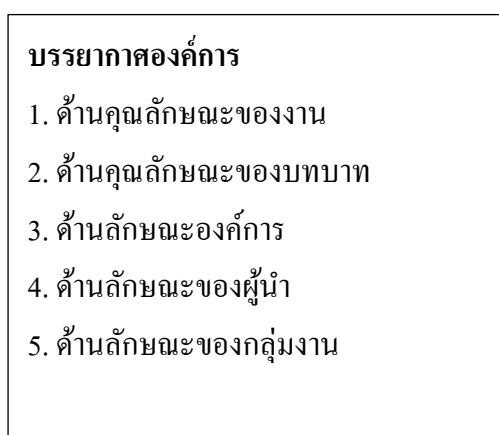 บรรยากาศองค์การ
1. ด้านคุณลักษณะของงาน
2. ด้านคุณลักษณะของบทบาท
3. ด้านลักษณะองค์การ
4. ด้านลักษณะของผู้นำ
5. ด้านลักษณะของกลุ่มงาน